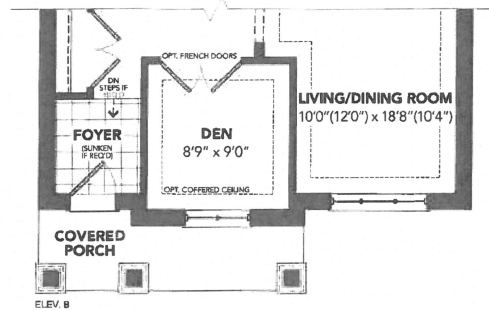 OPT. FRENCH DOORS
DN
STEPS IF
FOYER
(SUNKEN
IF REQ'D)
DEN
8'9" x 9'0"
OPT. COFFERED CEILING
LIVING/DINING ROOM
10'0"(12'0") x 18'8"(10'4")
COVERED
PORCH
ELEV. B